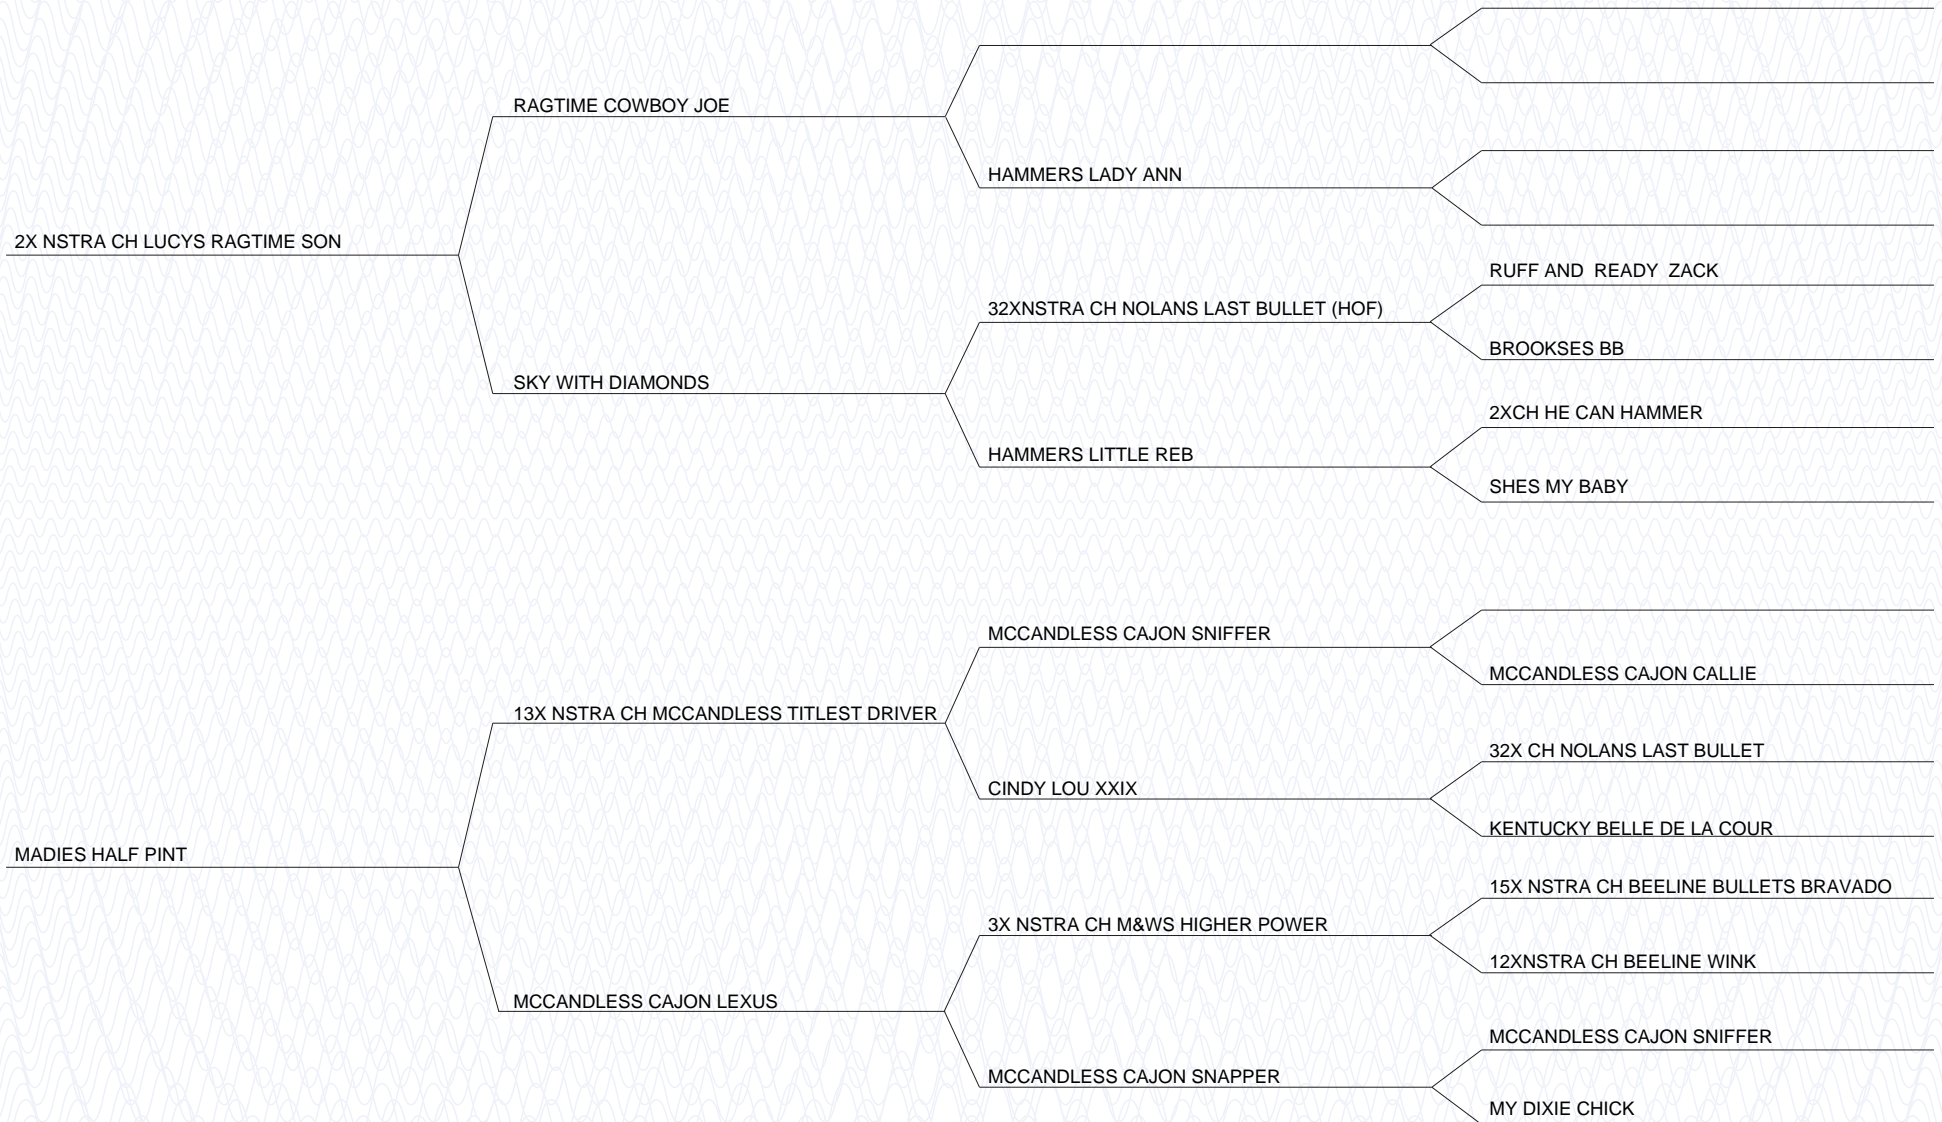 RAGTIME COWBOY JOE
HAMMERS LADY ANN
2X NSTRA CH LUCYS RAGTIME SON
RUFF AND  READY  ZACK
32XNSTRA CH NOLANS LAST BULLET (HOF)
BROOKSES BB
SKY WITH DIAMONDS
2XCH HE CAN HAMMER
HAMMERS LITTLE REB
SHES MY BABY
MCCANDLESS CAJON SNIFFER
MCCANDLESS CAJON CALLIE
13X NSTRA CH MCCANDLESS TITLEST DRIVER
32X CH NOLANS LAST BULLET
CINDY LOU XXIX
KENTUCKY BELLE DE LA COUR
MADIES HALF PINT
15X NSTRA CH BEELINE BULLETS BRAVADO
3X NSTRA CH M&WS HIGHER POWER
12XNSTRA CH BEELINE WINK
MCCANDLESS CAJON LEXUS
MCCANDLESS CAJON SNIFFER
MCCANDLESS CAJON SNAPPER
MY DIXIE CHICK